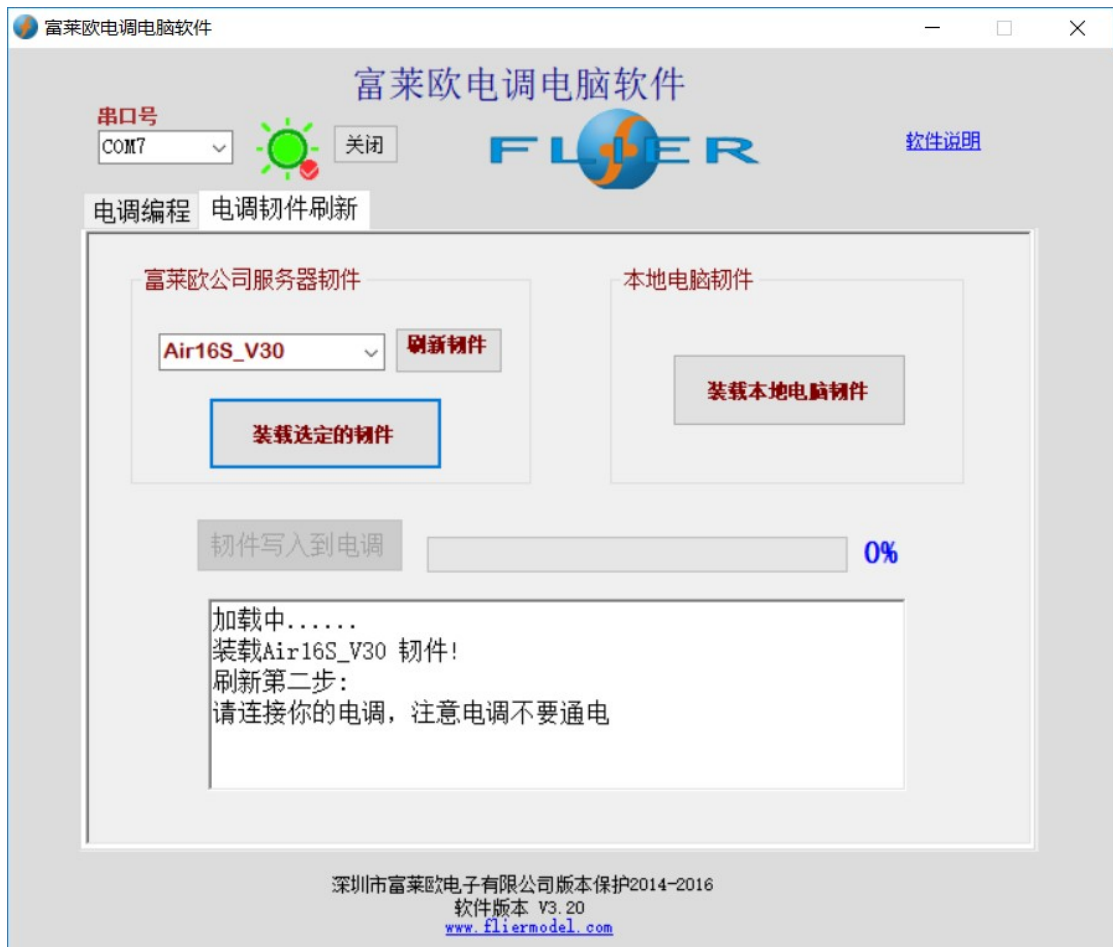 富莱欧电调电脑软件
富莱欧电调电脑软件
串口号
COM7
关闭
FLIER
软件说明
电调编程
电调韧件刷新
富莱欧公司服务器韧件
本地电脑韧件
Air16S_V30
刷新韧件
装载本地电脑韧件
装载选定的韧件
韧件写入到电调
0%
加载中......
装载Air16S_V30 韧件!
刷新第二步:
请连接你的电调，注意电调不要通电
深圳市富莱欧电子有限公司版本保护2014-2016
软件版本 V3.20
www.fliermodel.com